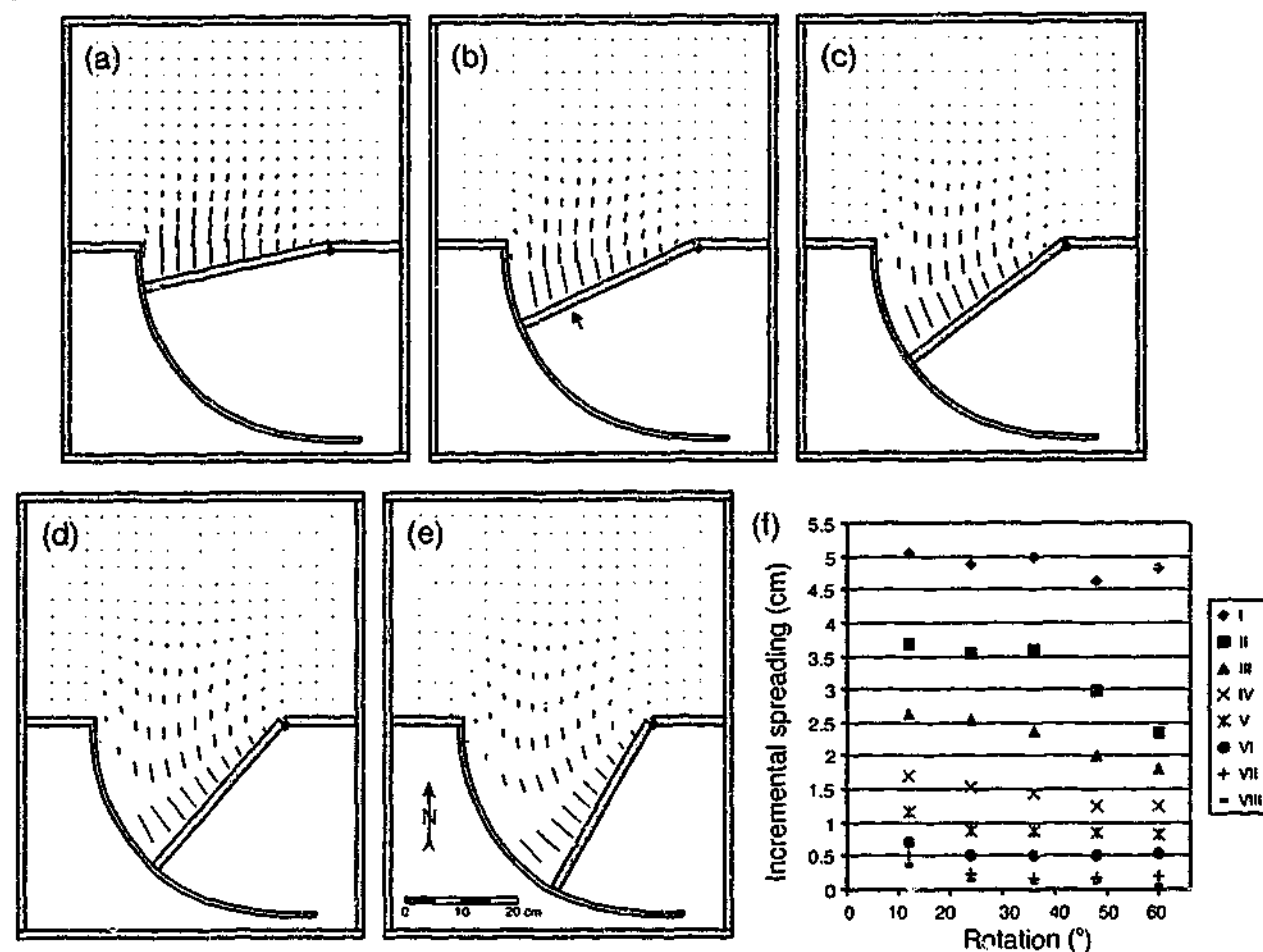 (a)
(b)
(c)
(d)
(e)
N
0 10 20 cm
(f)
Incremental spreading (cm)
5.5
5
4.5
4
3.5
3
2.5
2
1.5
1
0.5
0
0 10 20 30 40 50 60
Rotation (°)
I
II
III
IV
V
VI
VII
VIII